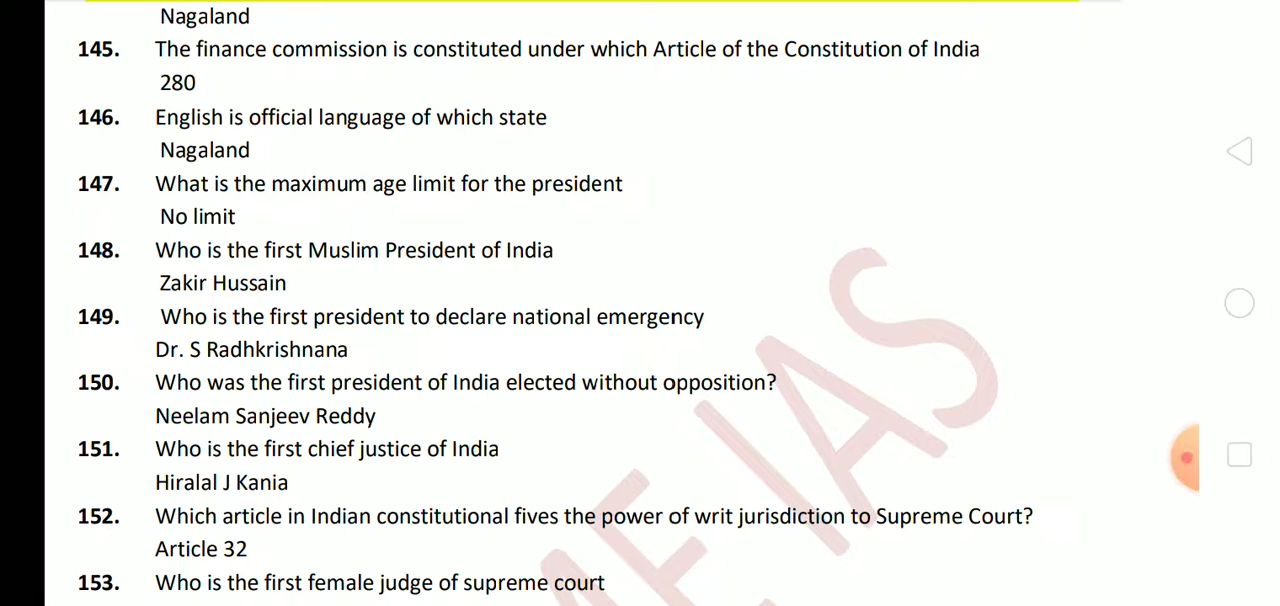 Nagaland
145. The finance commission is constituted under which Article of the Constitution of India
280
146. English is official language of which state
Nagaland
147. What is the maximum age limit for the president
No limit
148. Who is the first Muslim President of India
Zakir Hussain
149. Who is the first president to declare national emergency
Dr. S Radhkrishnana
150. Who was the first president of India elected without opposition?
Neelam Sanjeev Reddy
151. Who is the first chief justice of India
Hiralal J Kania
152. Which article in Indian constitutional fives the power of writ jurisdiction to Supreme Court?
Article 32
153. Who is the first female judge of supreme court
IAS